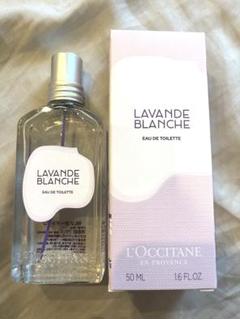 LAVANDE
BLANCHE
EAU DE TOILETTE
L'OCCITANE
LAVANDE
BLANCHE
EAU DE TOILETTE
L'OCCITANE
EN PROVENCE
50 ML 1.6 FL.OZ